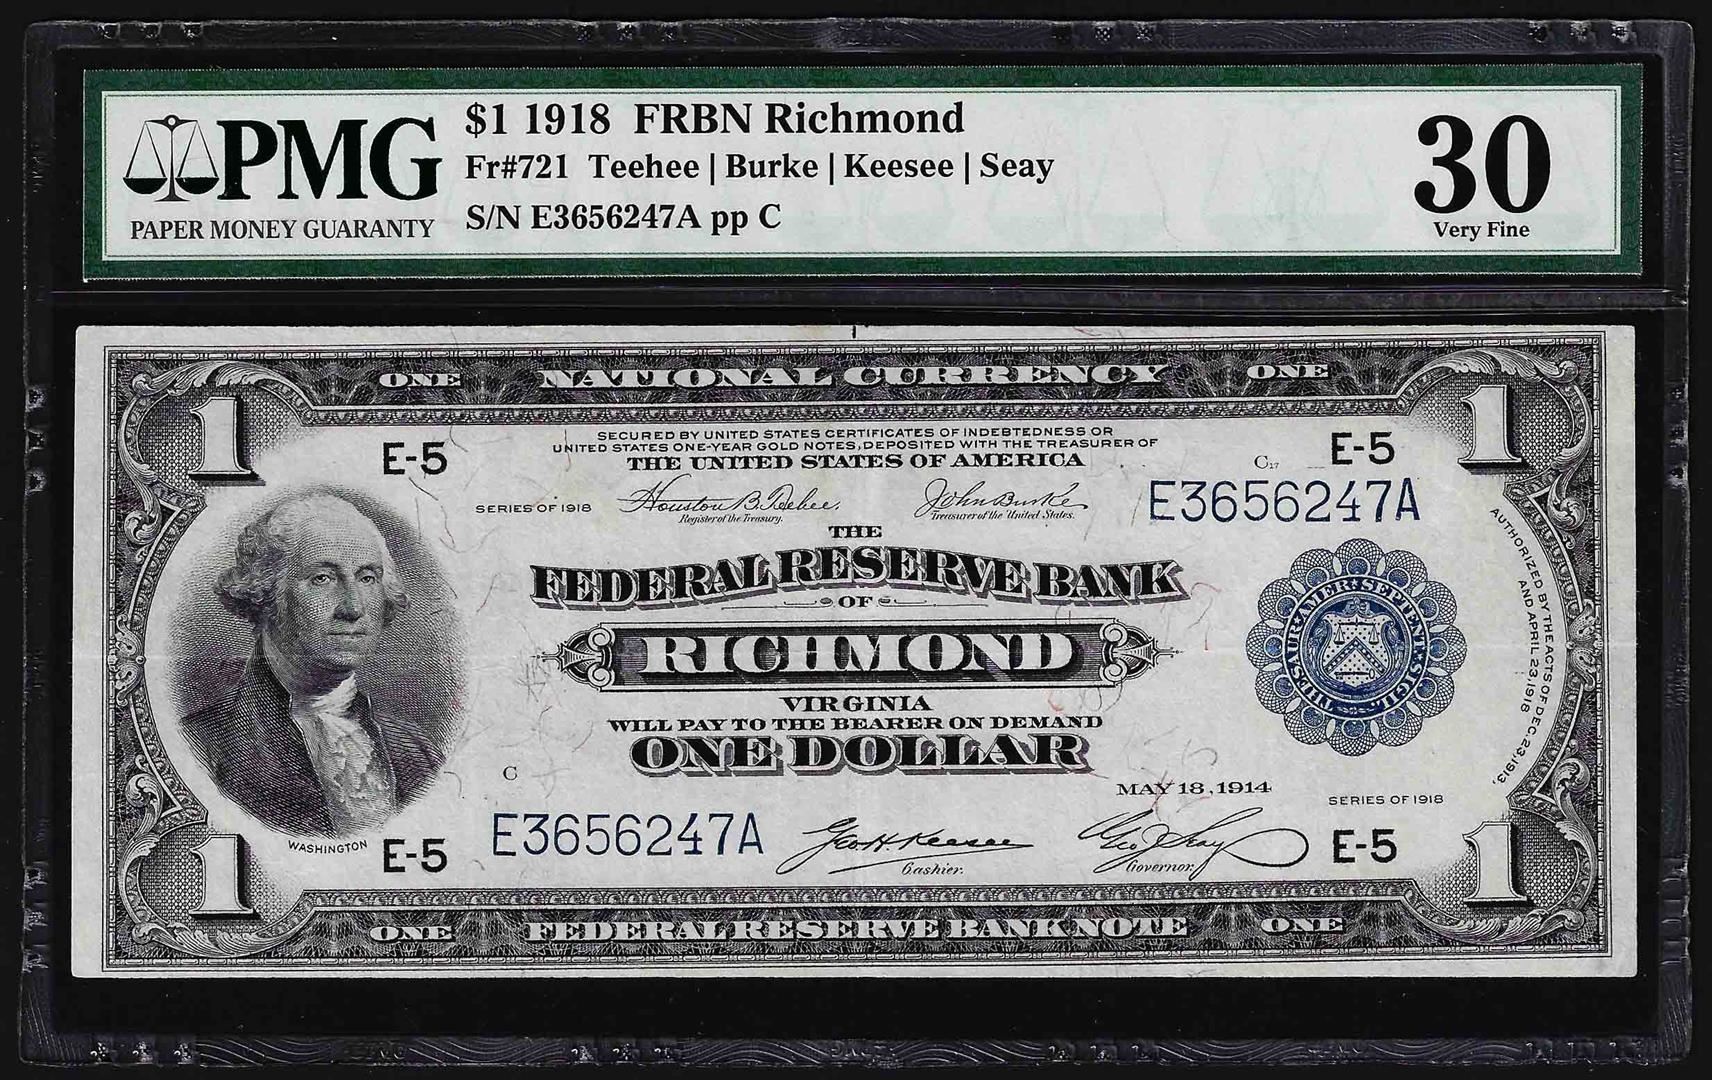 PMG
PAPER MONEY GUARANTY
$1 1918 FRBN Richmond
Fr#721 Teehee | Burke | Keesee | Seay
S/N E3656247A pp C
30
Very Fine
ONE NATIONAL CURRENCY ONE
1 1
SECURED BY UNITED STATES CERTIFICATES OF INDEBTEDNESS OR
UNITED STATES ONE-YEAR GOLD NOTES, DEPOSITED WITH THE TREASURER OF
THE UNITED STATES OF AMERICA
E-5 C17 E-5
SERIES OF 1918 Houston B. Teehee. John Burke E3656247A
Register of the Treasury. Treasurer of the United States.
THE
FEDERAL RESERVE BANK
OF
RICHMOND
VIRGINIA
WILL PAY TO THE BEARER ON DEMAND
ONE DOLLAR
THESAUR. AMER. SEPTENT. SIGIL.
AUTHORIZED BY THE ACTS OF DEC. 23, 1913,
AND APRIL 23, 1918
C
MAY 18, 1914
SERIES OF 1918
WASHINGTON
E-5 E3656247A Geo H. Keesee Geo J Seay E-5
Cashier. Governor
1 1
ONE FEDERAL RESERVE BANK NOTE ONE